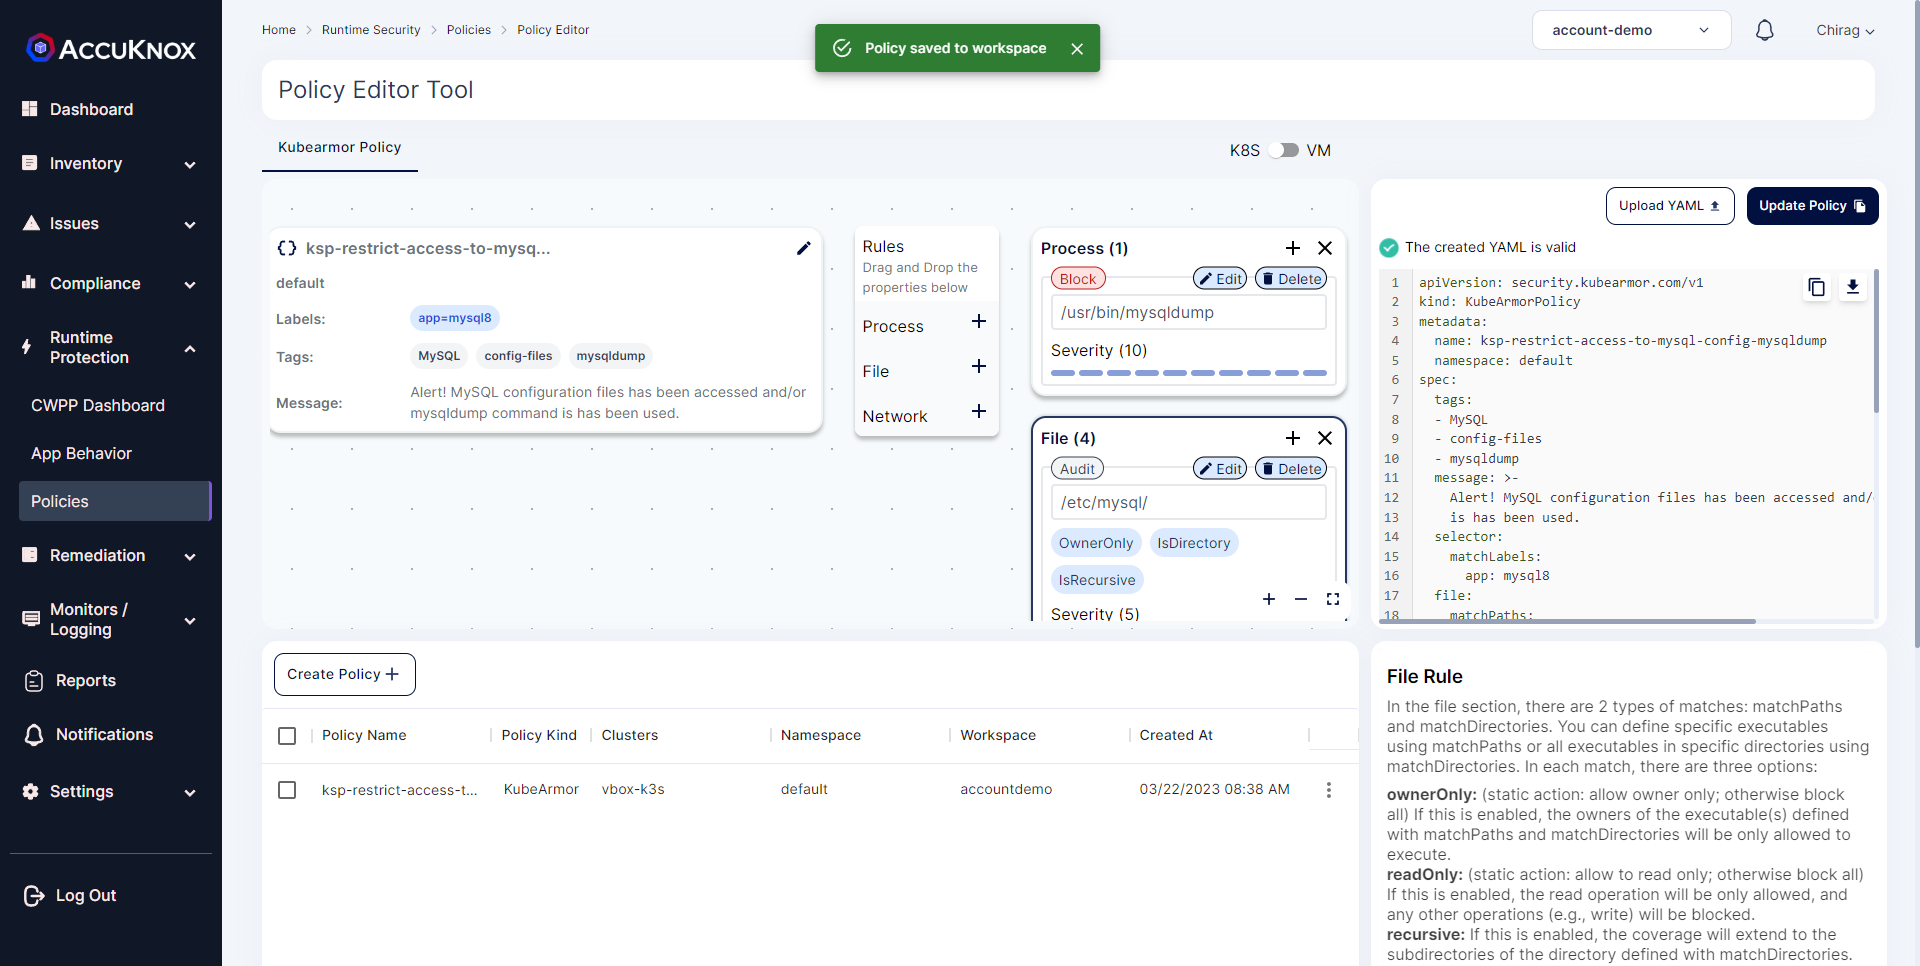 ACCUKNOX
Dashboard
Inventory
Issues
Compliance
Runtime
Protection
CWPP Dashboard
App Behavior
Policies
Remediation
Monitors /
Logging
Reports
Notifications
Settings
Log Out
Home > Runtime Security > Policies > Policy Editor
Policy saved to workspace
account-demo
Chirag
Policy Editor Tool
Kubearmor Policy
K8S VM
ksp-restrict-access-to-mysq...
default
Labels: app=mysql8
Tags: MySQL config-files mysqldump
Message: Alert! MySQL configuration files has been accessed and/or
mysqldump command is has been used.
Rules
Drag and Drop the
properties below
Process
File
Network
Process (1)
Block Edit Delete
/usr/bin/mysqldump
Severity (10)
File (4)
Audit Edit Delete
/etc/mysql/
OwnerOnly IsDirectory
IsRecursive
Severity (5)
Upload YAML Update Policy
The created YAML is valid
1 apiVersion: security.kubearmor.com/v1
2 kind: KubeArmorPolicy
3 metadata:
4 name: ksp-restrict-access-to-mysql-config-mysqldump
5 namespace: default
6 spec:
7 tags:
8 - MySQL
9 - config-files
10 - mysqldump
11 message: >-
12 Alert! MySQL configuration files has been accessed and/
13 is has been used.
14 selector:
15 matchLabels:
16 app: mysql8
17 file:
18 matchPaths:
Create Policy
Policy Name Policy Kind Clusters Namespace Workspace Created At
ksp-restrict-access-t... KubeArmor vbox-k3s default accountdemo 03/22/2023 08:38 AM
File Rule
In the file section, there are 2 types of matches: matchPaths
and matchDirectories. You can define specific executables
using matchPaths or all executables in specific directories using
matchDirectories. In each match, there are three options:
ownerOnly: (static action: allow owner only; otherwise block
all) If this is enabled, the owners of the executable(s) defined
with matchPaths and matchDirectories will be only allowed to
execute.
readOnly: (static action: allow to read only; otherwise block all)
If this is enabled, the read operation will be only allowed, and
any other operations (e.g., write) will be blocked.
recursive: If this is enabled, the coverage will extend to the
subdirectories of the directory defined with matchDirectories.